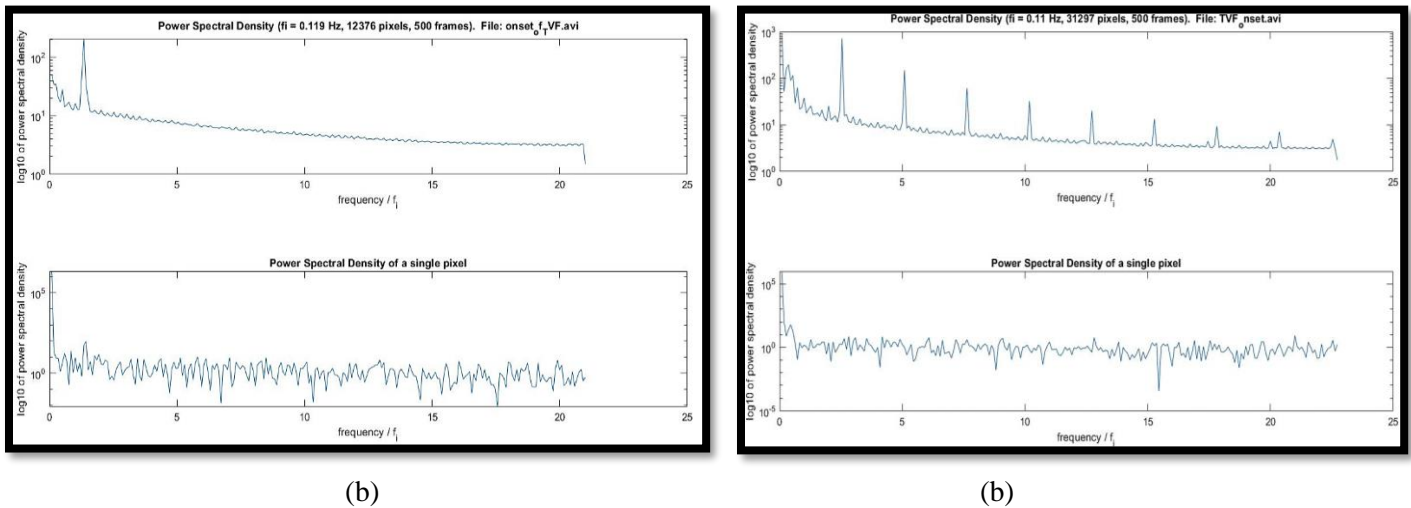 Power Spectral Density (fi = 0.119 Hz, 12376 pixels, 500 frames). File: onset_of_TVF.avi
log10 of power spectral density
10^2
10^1
10^0
0 5 10 15 20 25
frequency / f_i
Power Spectral Density of a single pixel
log10 of power spectral density
10^5
10^0
0 5 10 15 20 25
frequency / f_i
(b)
Power Spectral Density (fi = 0.11 Hz, 31297 pixels, 500 frames). File: TVF_onset.avi
log10 of power spectral density
10^3
10^2
10^1
10^0
0 5 10 15 20 25
frequency / f_i
Power Spectral Density of a single pixel
log10 of power spectral density
10^5
10^0
10^-5
0 5 10 15 20 25
frequency / f_i
(b)